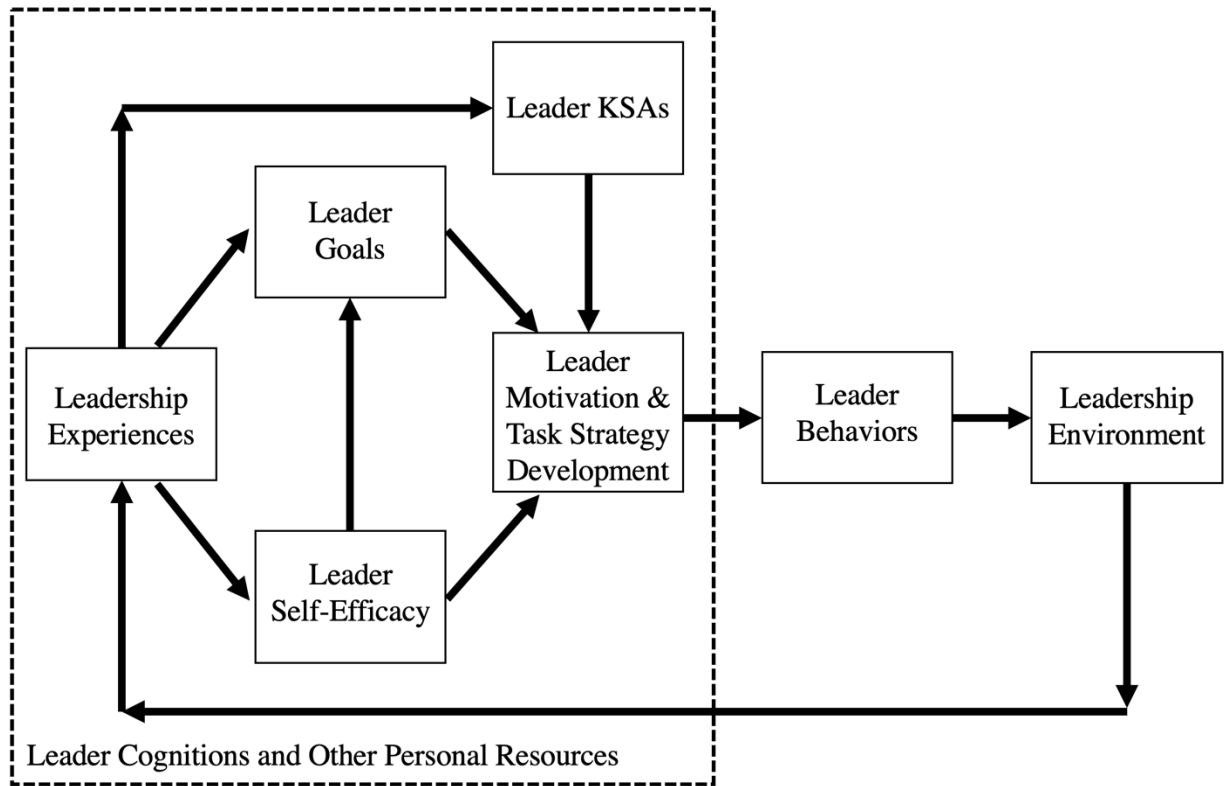 Leader KSAs
Leader
Goals
Leadership
Experiences
Leader
Motivation &
Task Strategy
Development
Leader
Behaviors
Leadership
Environment
Leader
Self-Efficacy
Leader Cognitions and Other Personal Resources